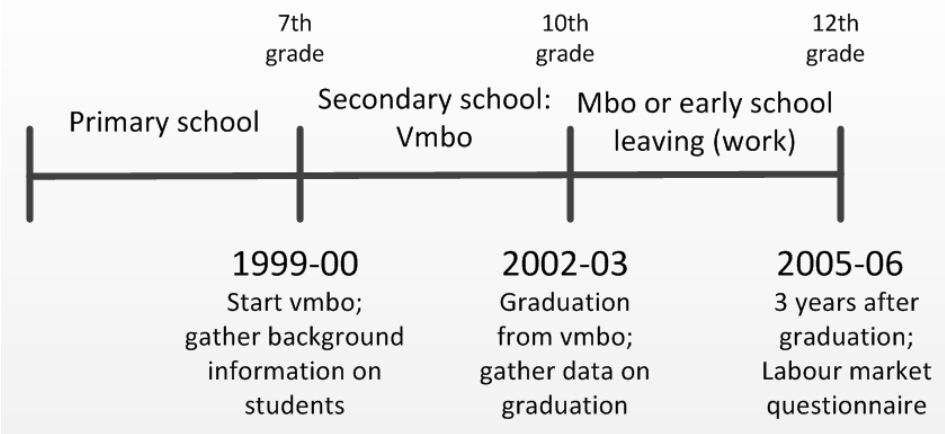 7th
grade
10th
grade
12th
grade
Primary school
Secondary school:
Vmbo
Mbo or early school
leaving (work)
1999-00
Start vmbo;
gather background
information on
students
2002-03
Graduation
from vmbo;
gather data on
graduation
2005-06
3 years after
graduation;
Labour market
questionnaire